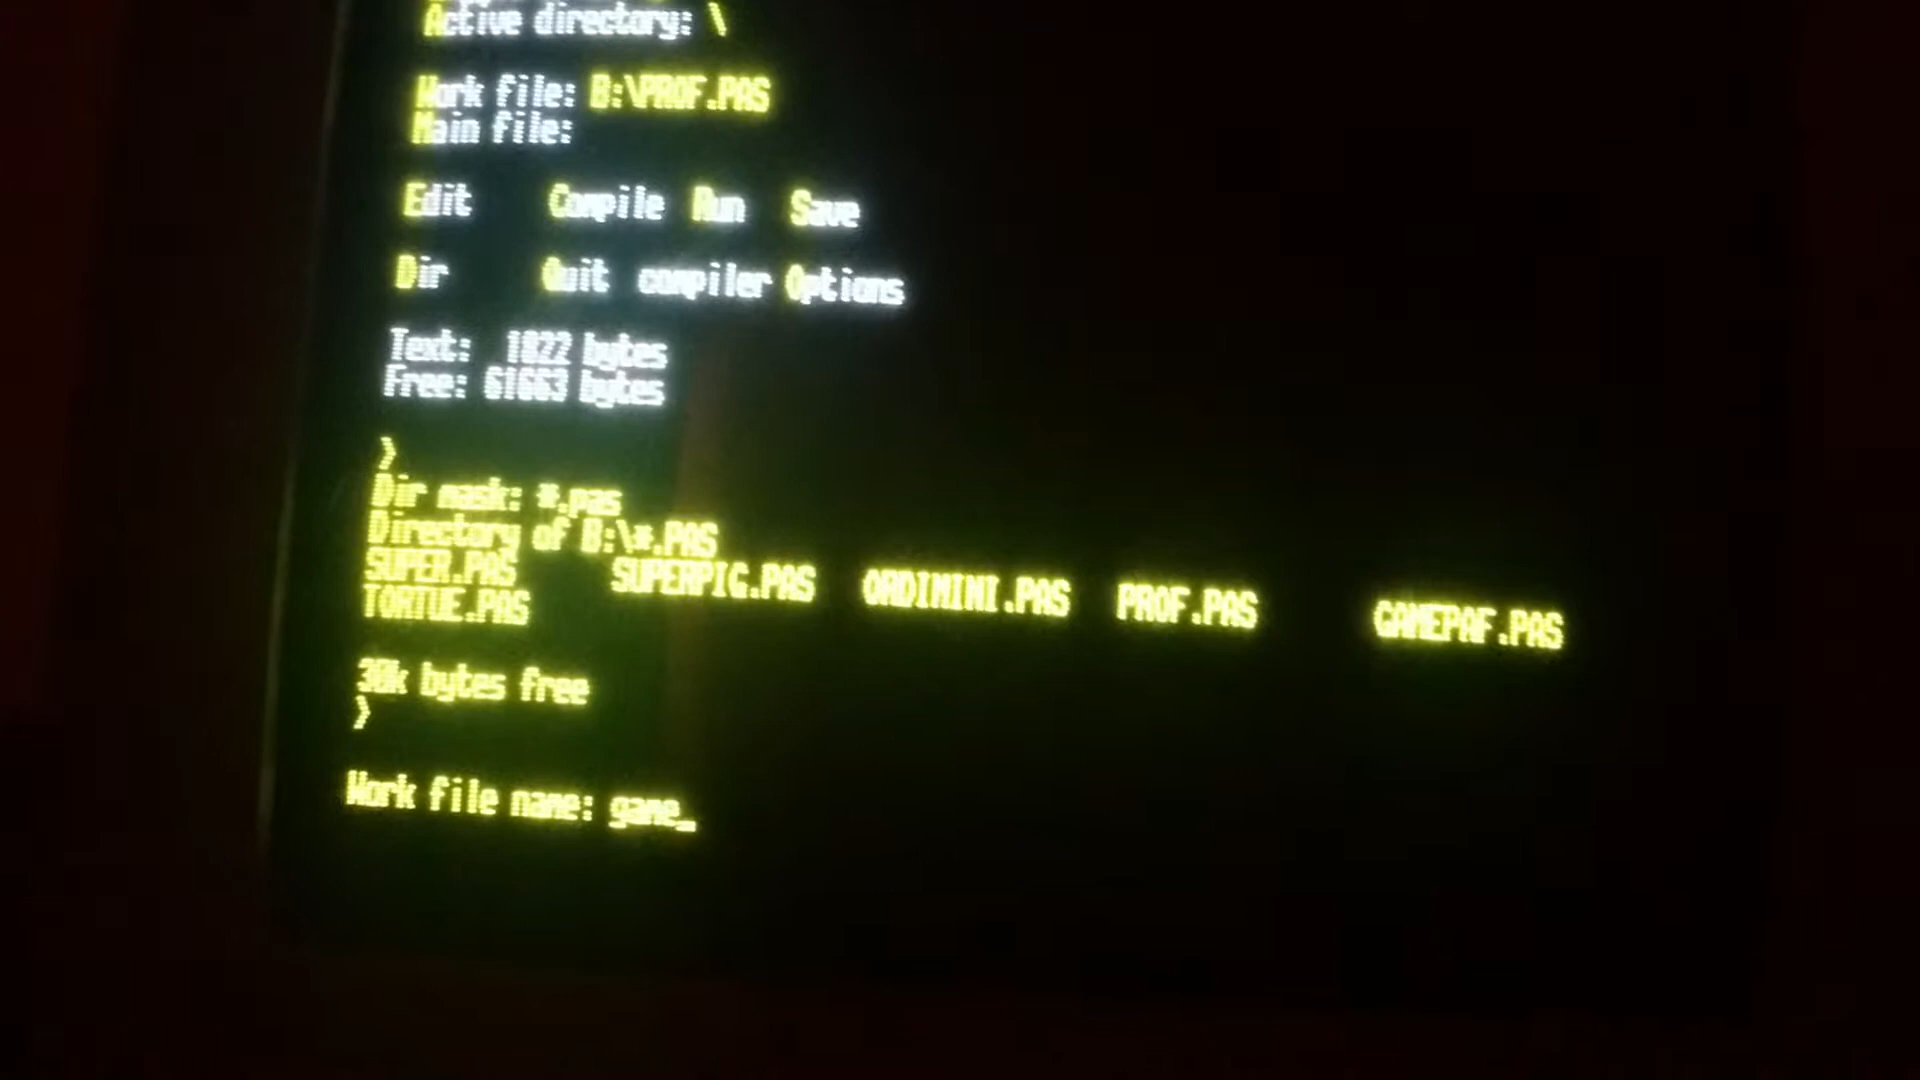 Active directory: \
Work file: B:\PROF.PAS
Main file:
Edit Compile Run Save
Dir Quit compiler Options
Text: 1822 bytes
Free: 61663 bytes
>
Dir mask: *.pas
Directory of B:\*.PAS
SUPER.PAS SUPERPIG.PAS ORDIMINI.PAS PROF.PAS GAMEPAF.PAS
TORTUE.PAS
30k bytes free
>
Work file name: game_